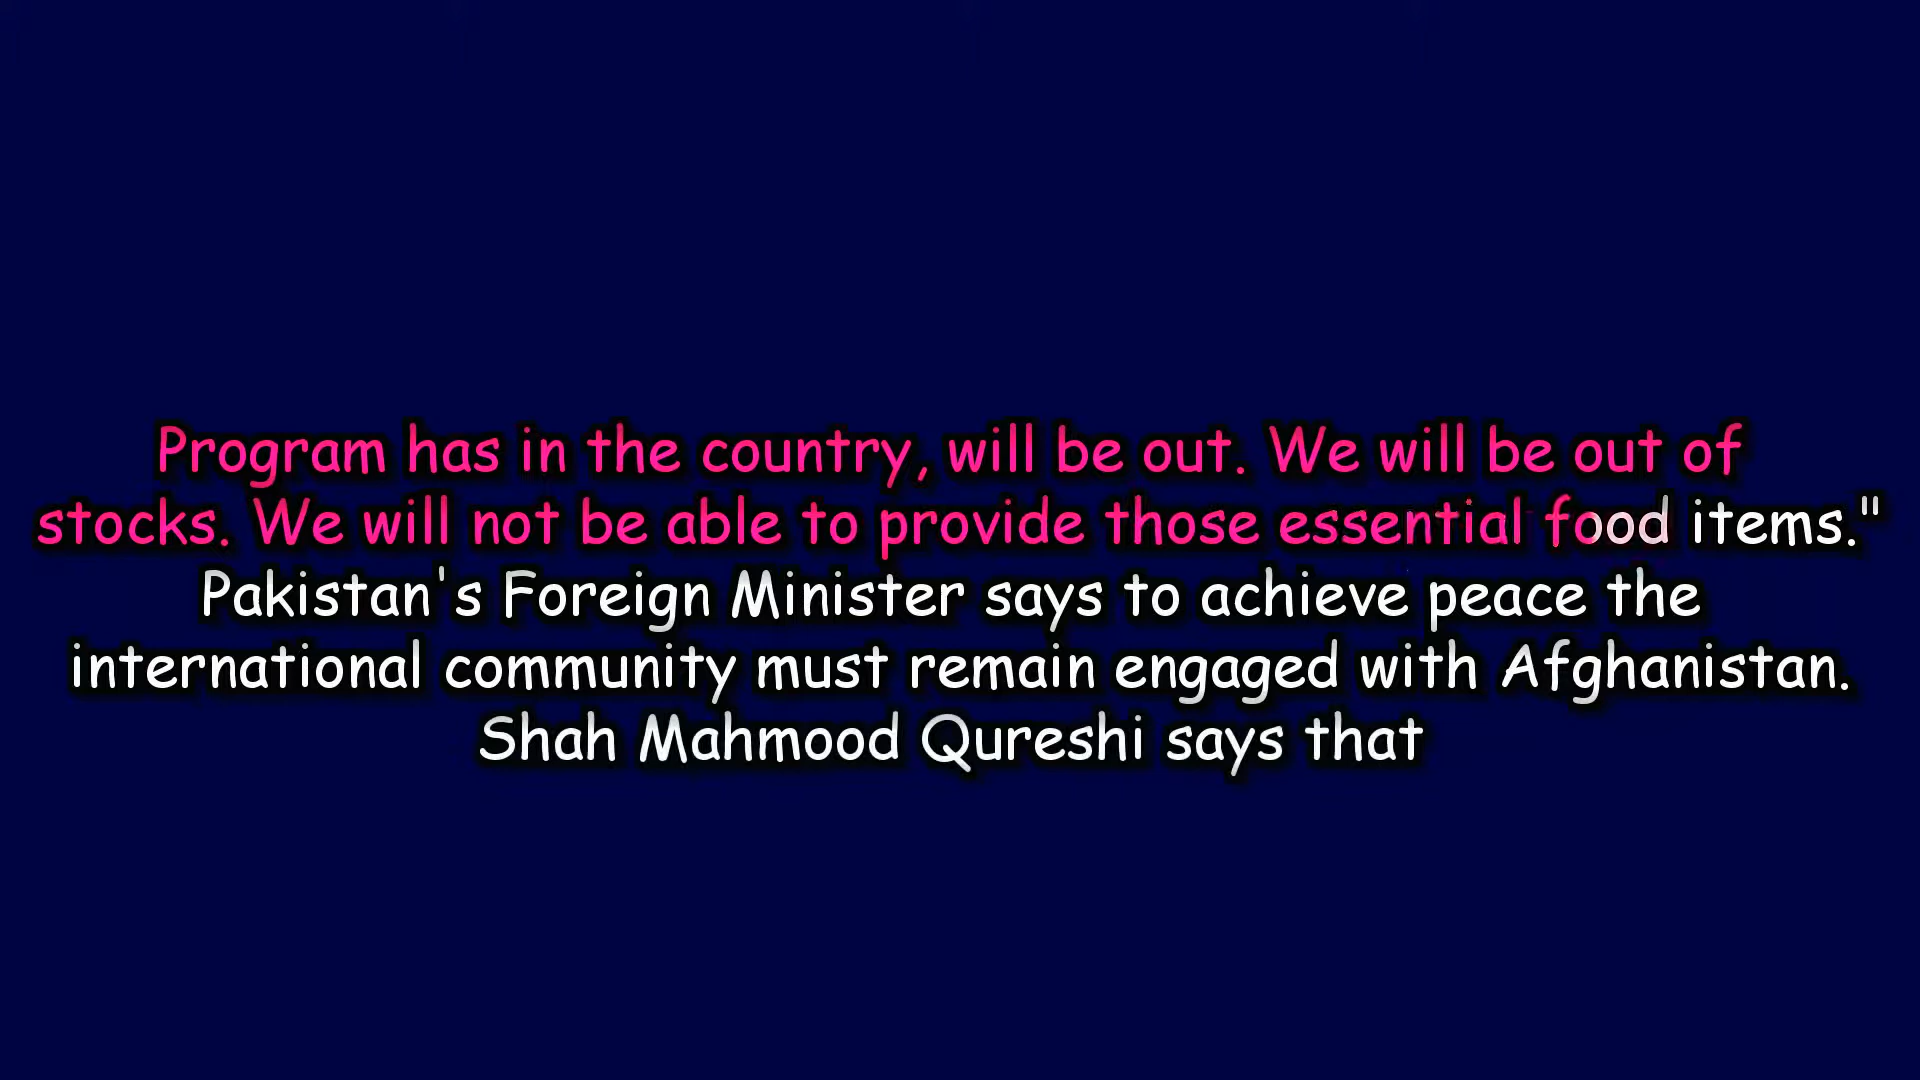 Program has in the country, will be out. We will be out of
stocks. We will not be able to provide those essential food items."
Pakistan's Foreign Minister says to achieve peace the
international community must remain engaged with Afghanistan.
Shah Mahmood Qureshi says that